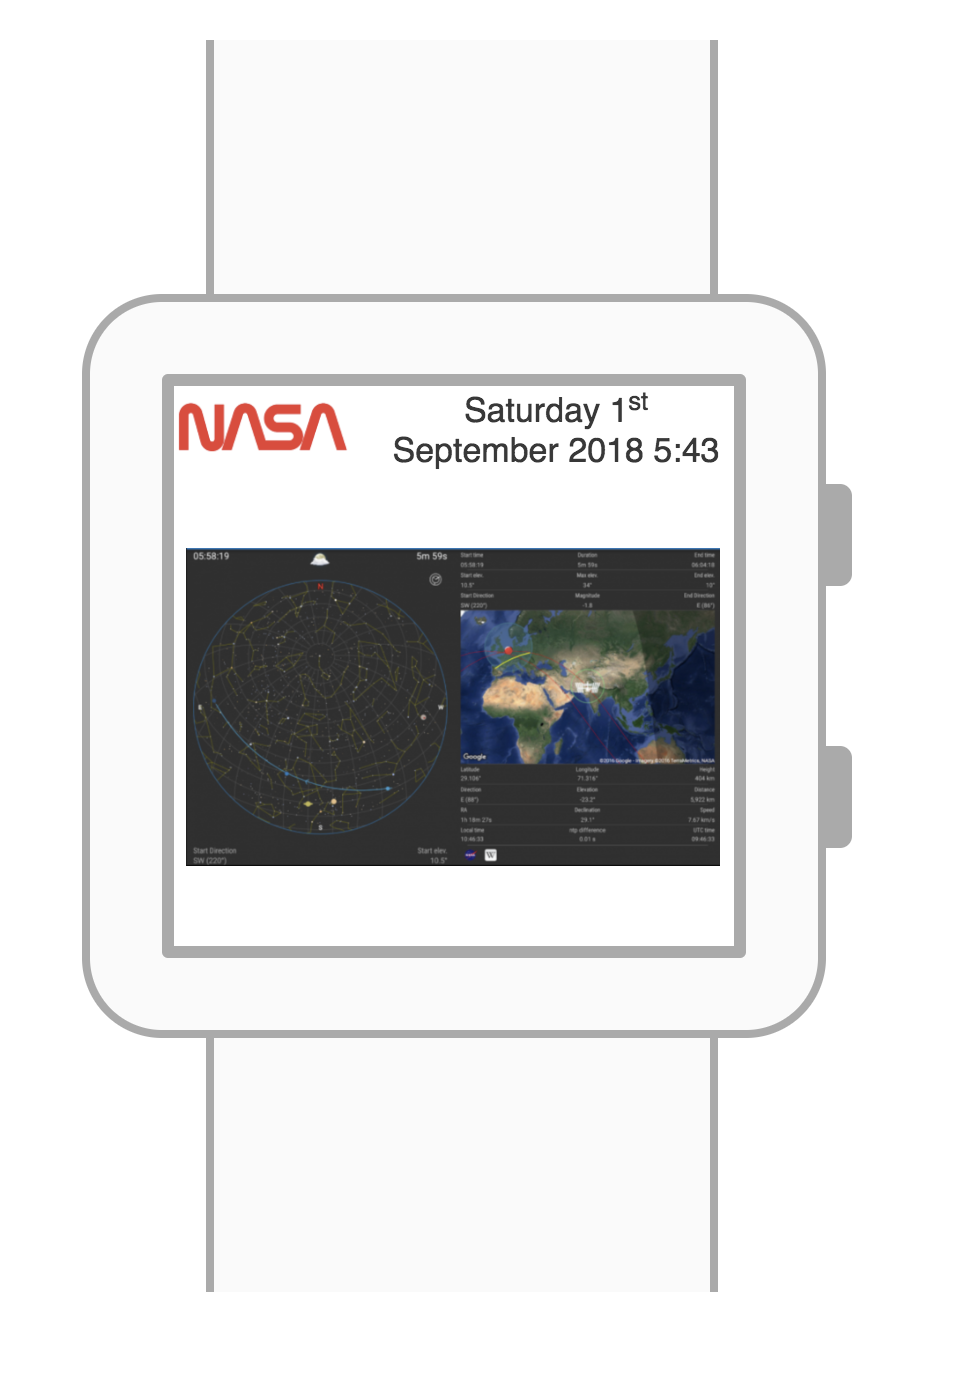 NASA
Saturday 1st
September 2018 5:43
05:58:19
5m 59s
N
E
W
S
Start Direction
SW (220°)
Start elev.
10.5°
Start time Duration End time
05:58:19 5m 59s 06:04:18
Start elev. Max elev. End elev.
10.5° 34° 10°
Start Direction Magnitude End Direction
SW (220°) -1.8 E (86°)
Google
Latitude Longitude Height
29.106° 71.316° 404 km
Direction Elevation Distance
E (88°) -23.2° 5,922 km
RA Declination Speed
1h 18m 27s 29.1° 7.67 km/s
Local time ntp difference UTC time
10:46:33 0.01 s 09:46:33
W